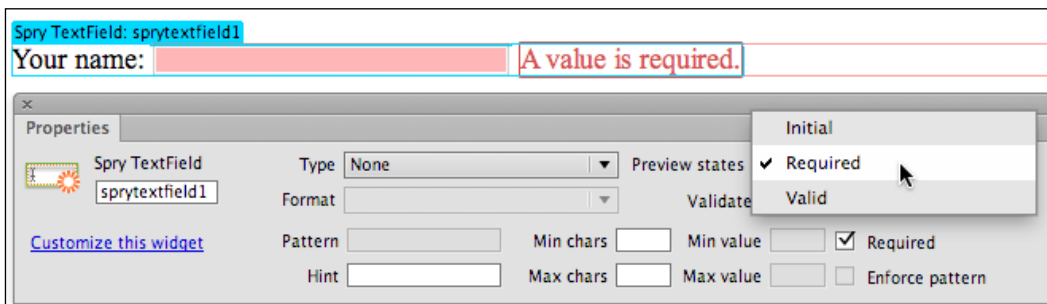 Spry TextField: sprytextfield1
Your name: A value is required.
Properties
Initial
Spry TextField Type None Preview states ✓ Required
sprytextfield1 Format Validate Valid
Customize this widget Pattern Min chars Min value Required
Hint Max chars Max value Enforce pattern